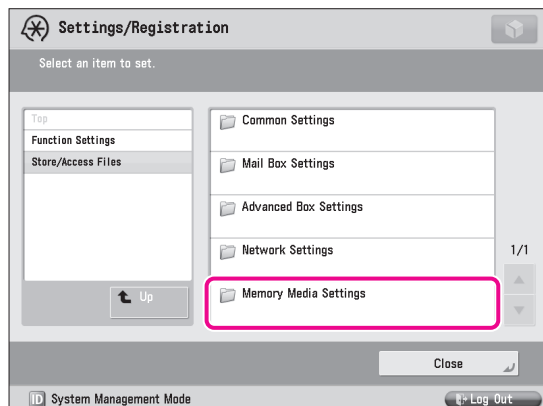 Settings/Registration
Select an item to set.
Top
Function Settings
Store/Access Files
Up
Common Settings
Mail Box Settings
Advanced Box Settings
Network Settings
Memory Media Settings
1/1
Close
ID System Management Mode
Log Out